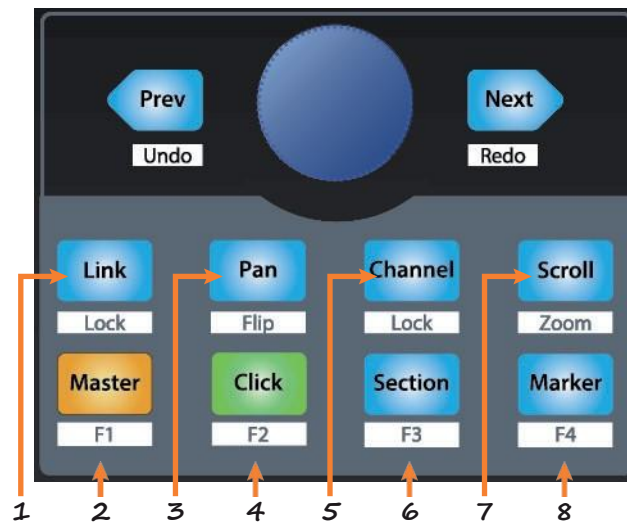 Prev Next
Undo Redo
Link Pan Channel Scroll
Lock Flip Lock Zoom
Master Click Section Marker
F1 F2 F3 F4
1 2 3 4 5 6 7 8